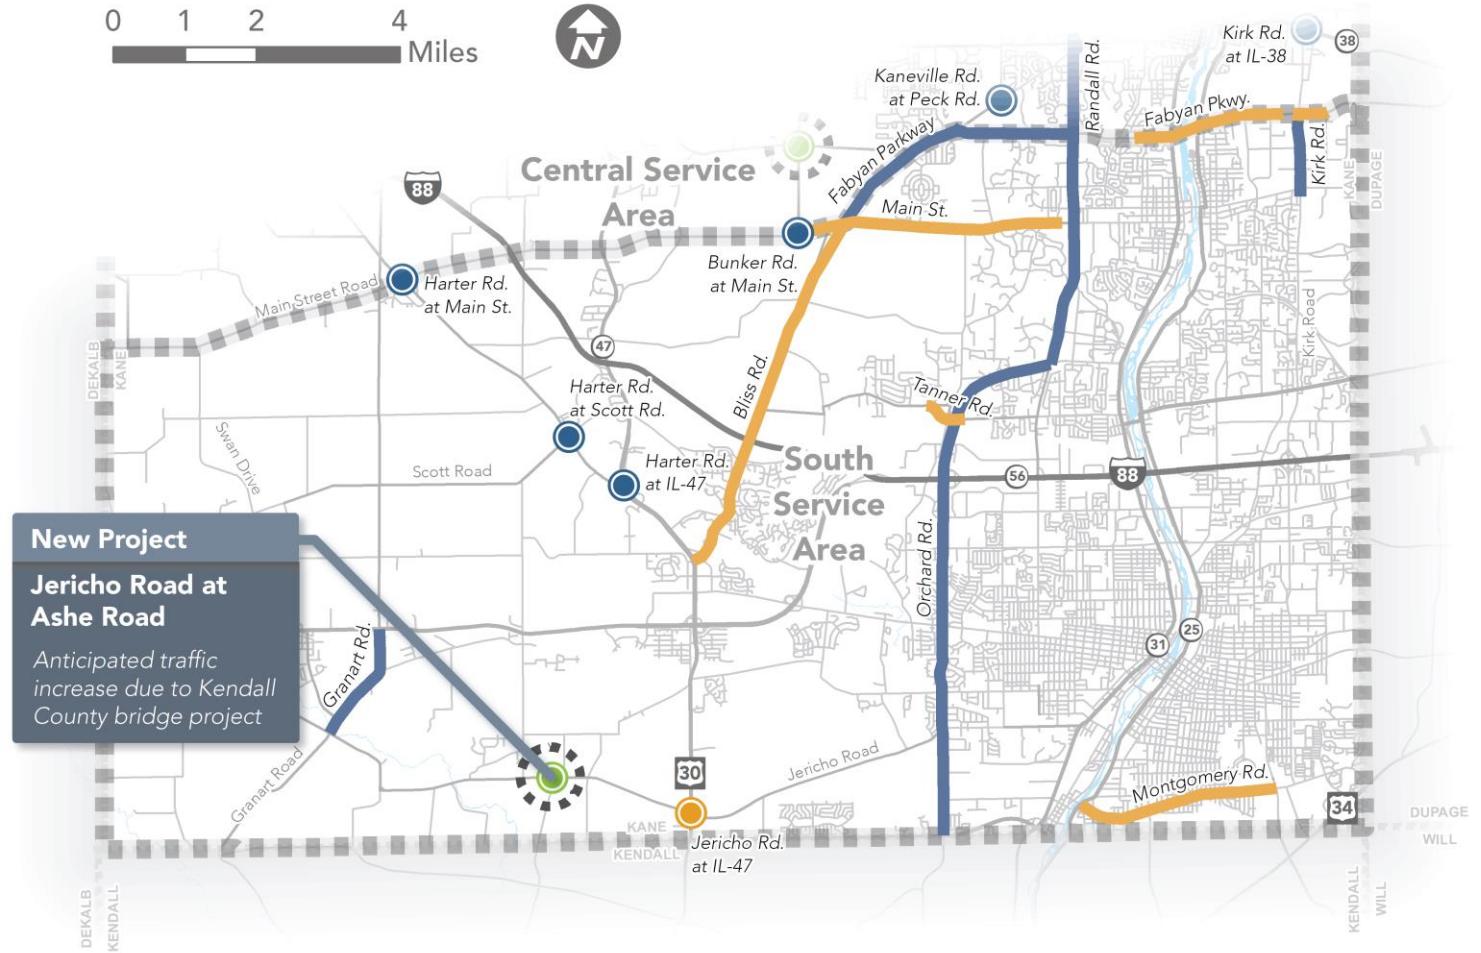 0 1 2 4
Miles
N
Kirk Rd.
at IL-38
38
Kaneville Rd.
at Peck Rd.
Randall Rd.
Fabyan Pkwy.
Kirk Rd.
KANE
DUPAGE
Fabyan Parkway
Central Service
Area
88
Main St.
Bunker Rd.
at Main St.
Harter Rd.
at Main St.
Main Street Road
DEKALB
KANE
47
Kirk Road
Harter Rd.
at Scott Rd.
Bliss Rd.
Tanner Rd.
Swan Drive
Scott Road
Harter Rd.
at IL-47
South
Service
Area
56
88
New Project
Jericho Road at
Ashe Road
Anticipated traffic
increase due to Kendall
County bridge project
Orchard Rd.
Granart Rd.
31
25
Granart Road
30
Jericho Road
Montgomery Rd.
34
KANE
KENDALL
Jericho Rd.
at IL-47
DUPAGE
WILL
DEKALB
KENDALL
KENDALL
WILL